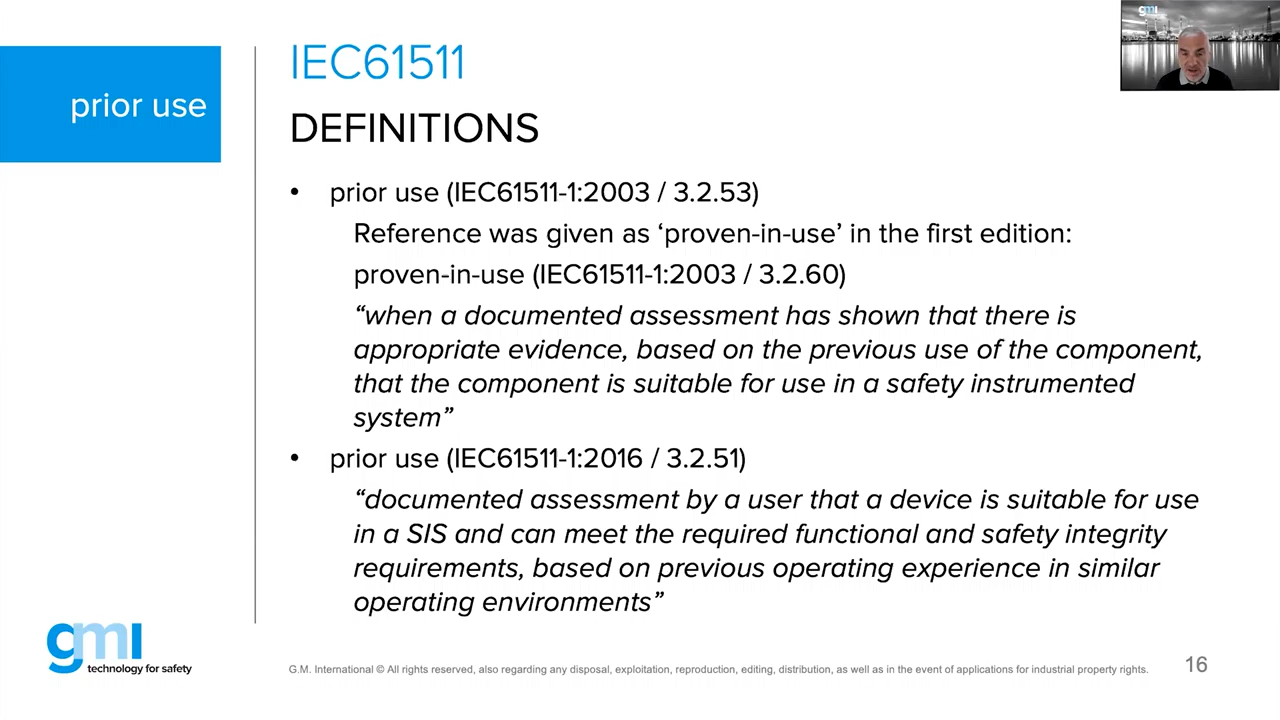 prior use
IEC61511
DEFINITIONS
• prior use (IEC61511-1:2003 / 3.2.53)
Reference was given as ‘proven-in-use’ in the first edition:
proven-in-use (IEC61511-1:2003 / 3.2.60)
“when a documented assessment has shown that there is
appropriate evidence, based on the previous use of the component,
that the component is suitable for use in a safety instrumented
system”
• prior use (IEC61511-1:2016 / 3.2.51)
“documented assessment by a user that a device is suitable for use
in a SIS and can meet the required functional and safety integrity
requirements, based on previous operating experience in similar
operating environments”
gmi
technology for safety
G.M. International © All rights reserved, also regarding any disposal, exploitation, reproduction, editing, distribution, as well as in the event of applications for industrial property rights.
16
gmi